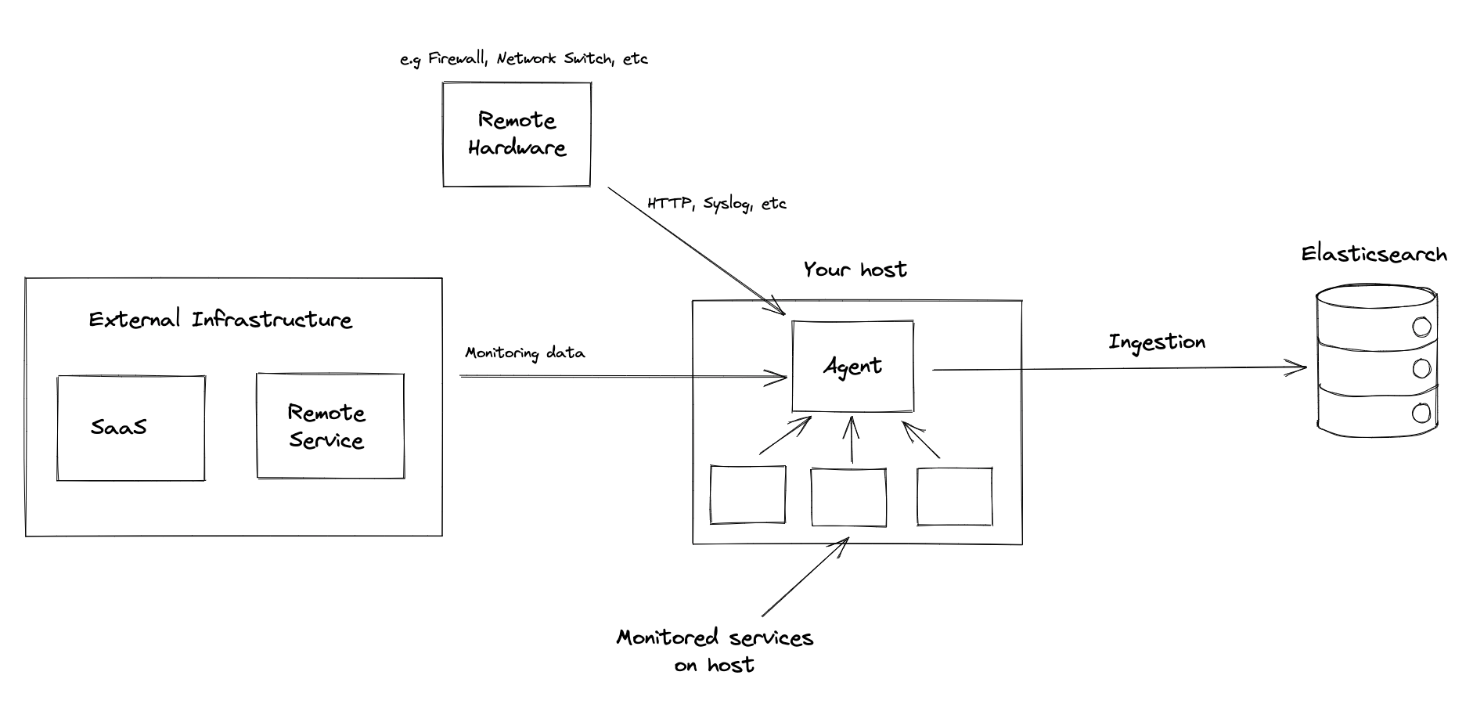 e.g Firewall, Network Switch, etc
Remote
Hardware
HTTP, Syslog, etc
Elasticsearch
Your host
External Infrastructure
Monitoring data
Ingestion
Agent
SaaS
Remote
Service
Monitored services
on host